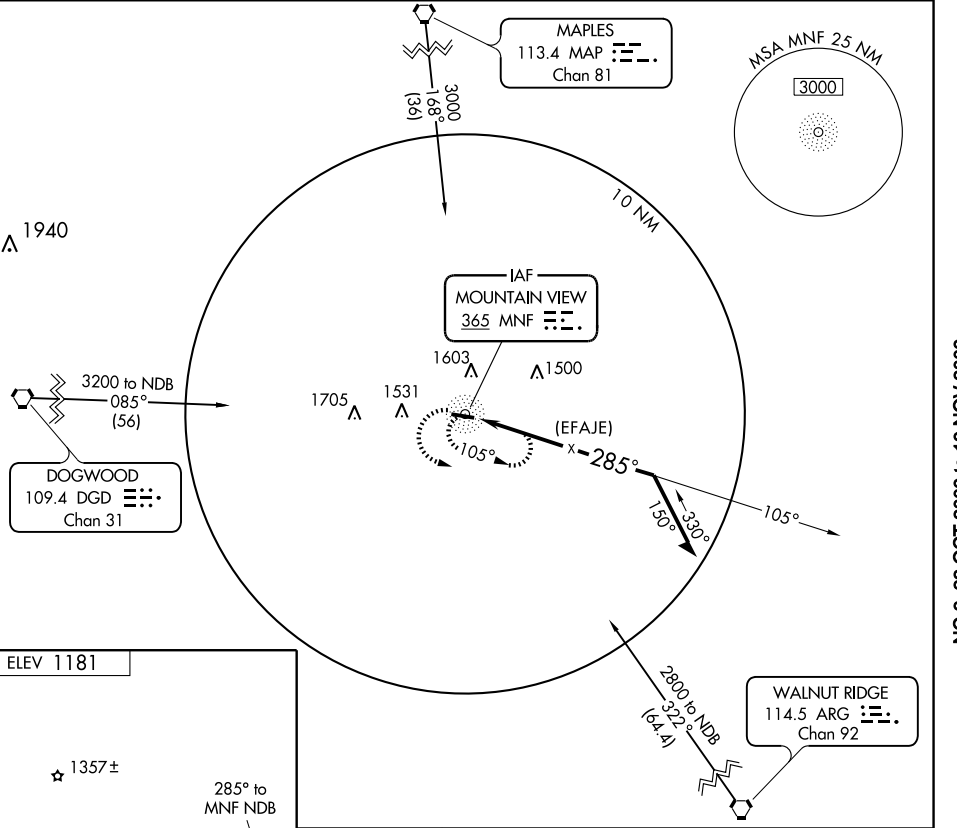 MAPLES
113.4 MAP
Chan 81
MSA MNF 25 NM
3000
3000
168°
(36)
10 NM
1940
IAF
MOUNTAIN VIEW
365 MNF
1603
1500
3200 to NDB
085°
(56)
1705
1531
(EFAJE)
x
285°
105°
DOGWOOD
109.4 DGD
Chan 31
330°
150°
105°
ELEV 1181
2800 to NDB
322°
(64.4)
WALNUT RIDGE
114.5 ARG
Chan 92
1357±
285° to
MNF NDB